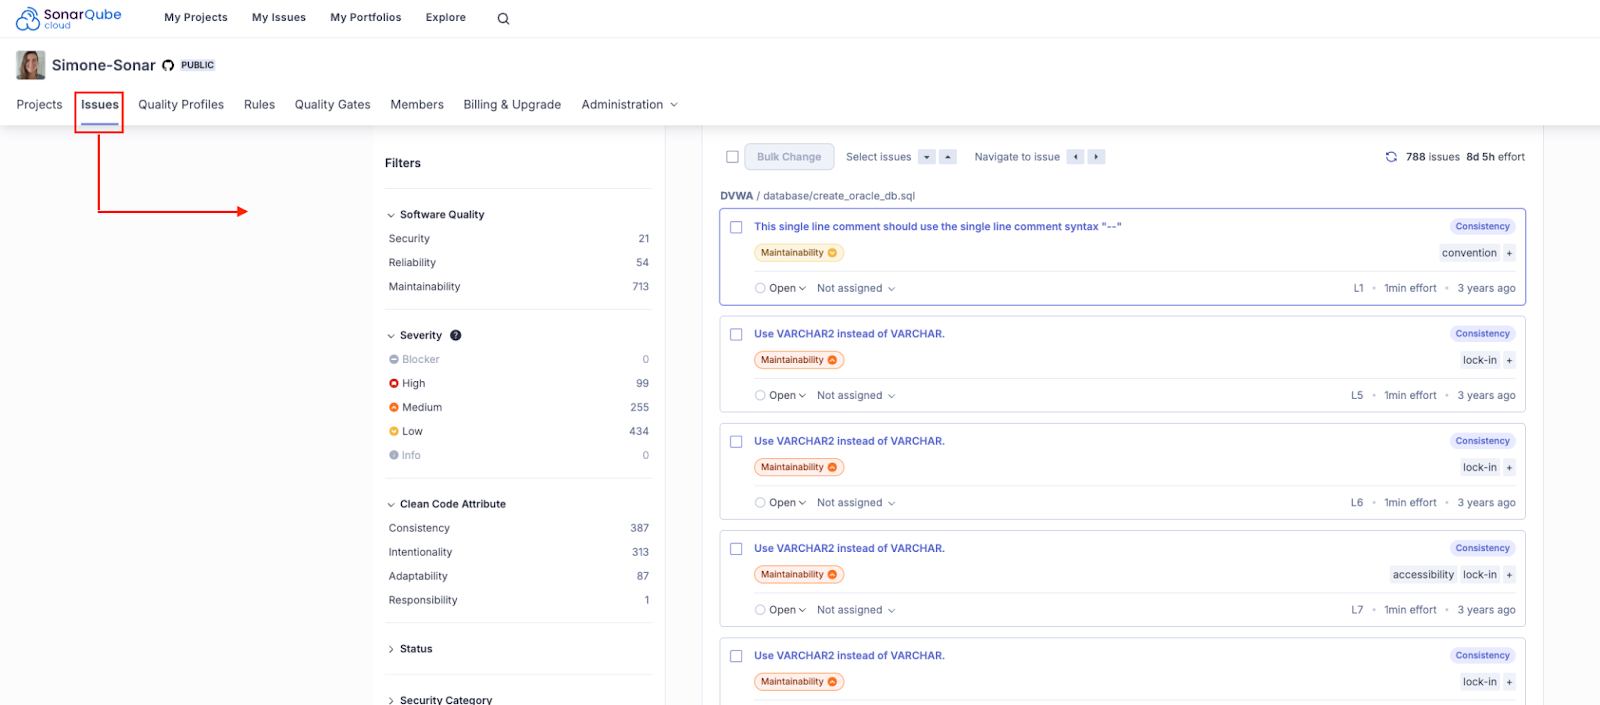 SonarQube cloud My Projects My Issues My Portfolios Explore
Simone-Sonar PUBLIC
Projects Issues Quality Profiles Rules Quality Gates Members Billing & Upgrade Administration
Filters
Software Quality
Security 21
Reliability 54
Maintainability 713
Severity ?
Blocker 0
High 99
Medium 255
Low 434
Info 0
Clean Code Attribute
Consistency 387
Intentionality 313
Adaptability 87
Responsibility 1
Status
Security Category
Bulk Change Select issues Navigate to issue 788 issues 8d 5h effort
DVWA / database/create_oracle_db.sql
This single line comment should use the single line comment syntax "--" Consistency
Maintainability convention +
Open Not assigned L1 • 1min effort • 3 years ago
Use VARCHAR2 instead of VARCHAR. Consistency
Maintainability lock-in +
Open Not assigned L5 • 1min effort • 3 years ago
Use VARCHAR2 instead of VARCHAR. Consistency
Maintainability lock-in +
Open Not assigned L6 • 1min effort • 3 years ago
Use VARCHAR2 instead of VARCHAR. Consistency
Maintainability accessibility lock-in +
Open Not assigned L7 • 1min effort • 3 years ago
Use VARCHAR2 instead of VARCHAR. Consistency
Maintainability lock-in +